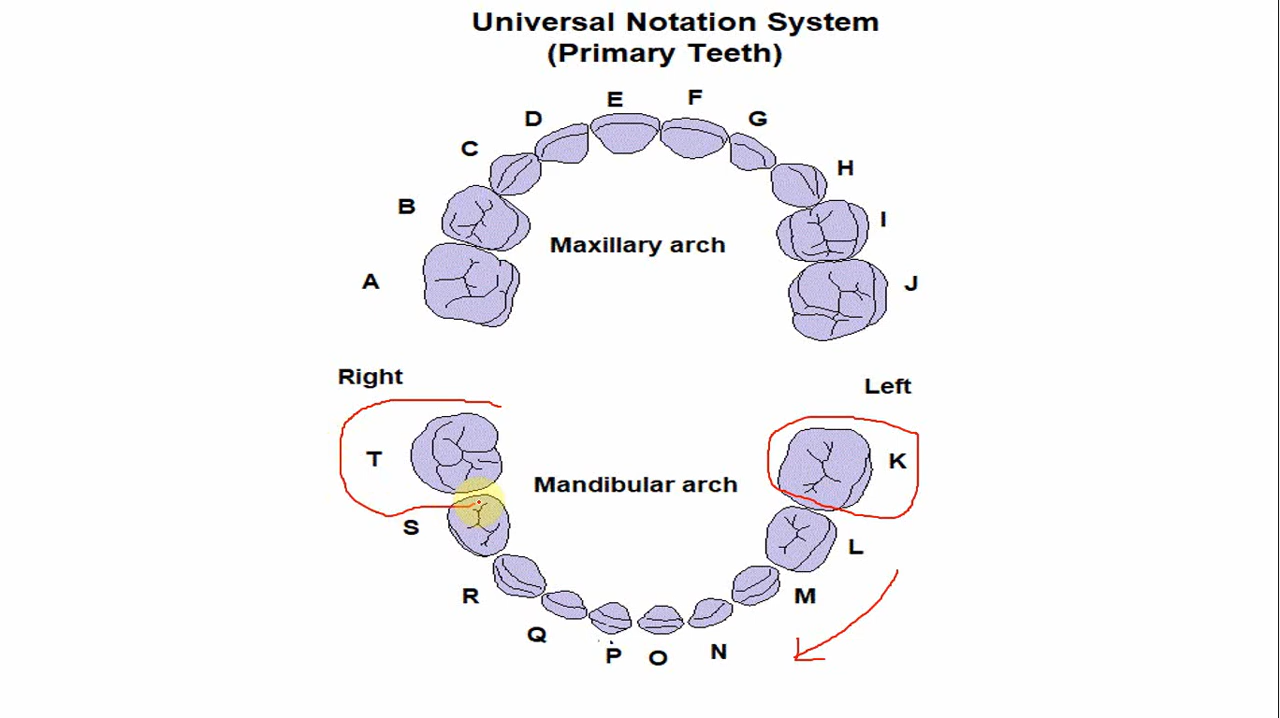 Universal Notation System
(Primary Teeth)
E F
D G
C H
B I
Maxillary arch
A J
Right Left
T K
Mandibular arch
S L
R M
Q N
P O